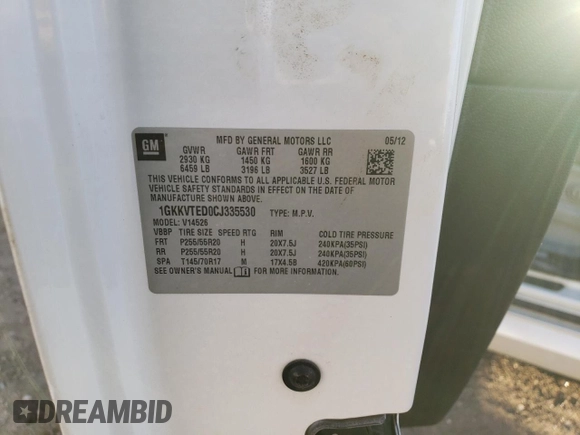 GM
MFD BY GENERAL MOTORS LLC 05/12
GVWR GAWR FRT GAWR RR
2930 KG 1450 KG 1600 KG
6459 LB 3196 LB 3527 LB
THIS VEHICLE CONFORMS TO ALL APPLICABLE U.S. FEDERAL MOTOR
VEHICLE SAFETY STANDARDS IN EFFECT ON THE DATE OF
MANUFACTURE SHOWN ABOVE.
1GKKVTED0CJ335530 TYPE: M.P.V.
MODEL: V14526
VBBP TIRE SIZE SPEED RTG RIM COLD TIRE PRESSURE
FRT P255/55R20 H 20X7.5J 240KPA(35PSI)
RR P255/55R20 H 20X7.5J 240KPA(35PSI)
SPA T145/70R17 M 17X4.5B 420KPA(60PSI)
SEE OWNER'S MANUAL FOR MORE INFORMATION.
DREAMBID